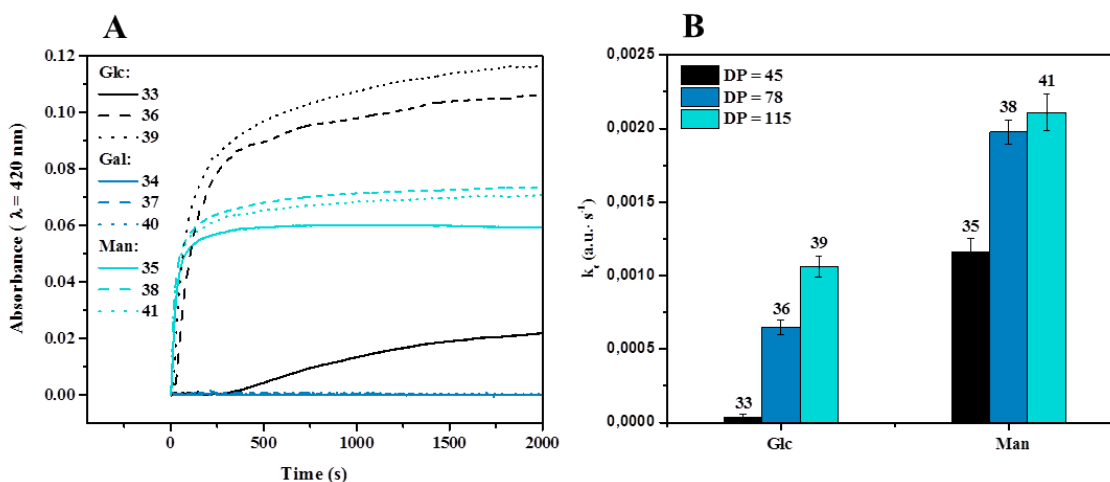 A
Absorbance ( λ = 420 nm)
0.12
0.10
0.08
0.06
0.04
0.02
0.00
Glc:
33
36
39
Gal:
34
37
40
Man:
35
38
41
0
500
1000
1500
2000
Time (s)
B
k (a.u.· s⁻¹)
0,0025
0,0020
0,0015
0,0010
0,0005
0,0000
DP = 45
DP = 78
DP = 115
33
36
39
35
38
41
Glc
Man